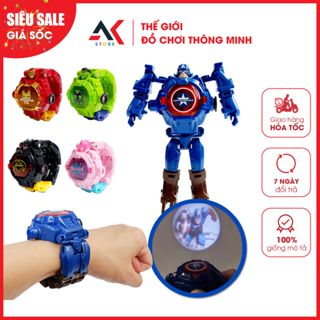 SIÊU SALE
GIÁ SỐC
AK
STORE
THẾ GIỚI
ĐỒ CHƠI THÔNG MINH
Giao hàng
HỎA TỐC
7 NGÀY
đổi trả
100%
giống mô tả